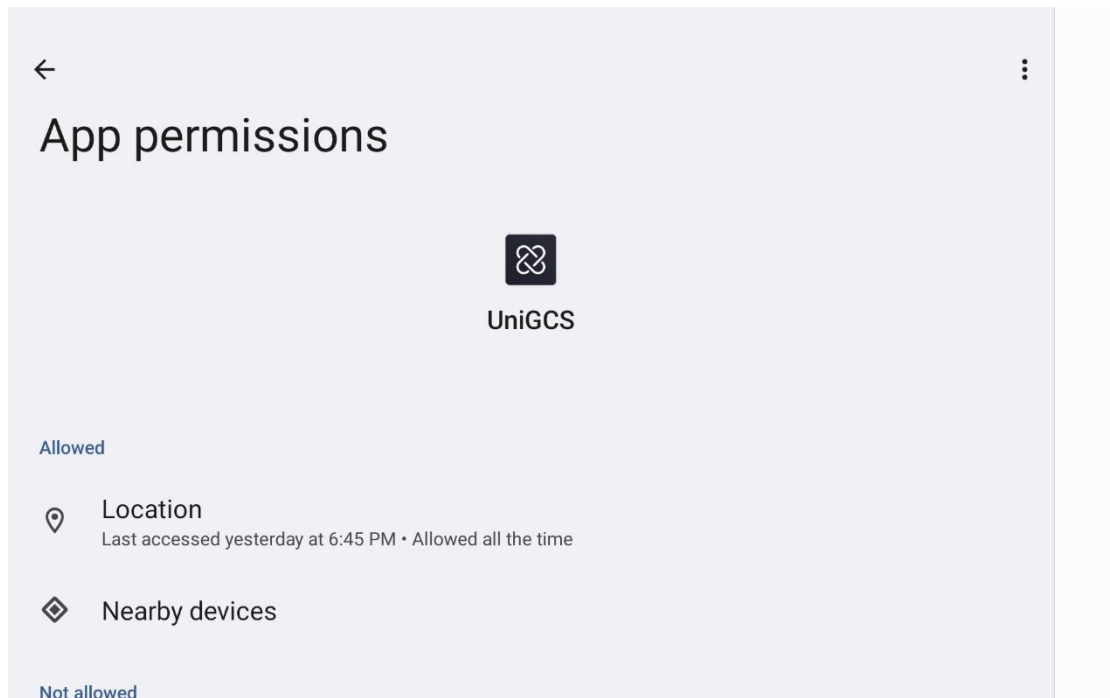 App permissions
UniGCS
Allowed
Location
Last accessed yesterday at 6:45 PM • Allowed all the time
Nearby devices
Not allowed